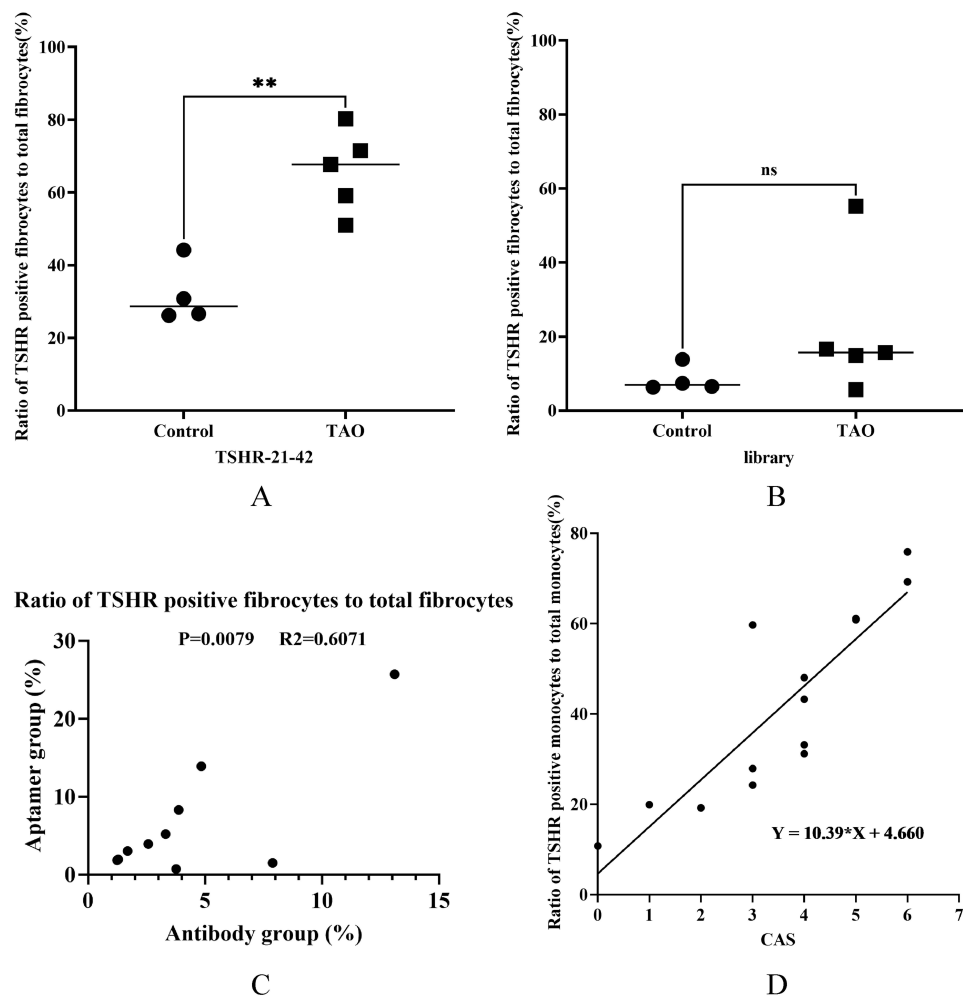 Ratio of TSHR positive fibrocytes to total fibrocytes(%)
100
80
60
40
20
0
**
Control
TAO
TSHR-21-42
A
Ratio of TSHR positive fibrocytes to total fibrocytes(%)
100
80
60
40
20
0
ns
Control
TAO
library
B
Ratio of TSHR positive fibrocytes to total fibrocytes
P=0.0079 R2=0.6071
Aptamer group (%)
30
20
10
0
0 5 10 15
Antibody group (%)
C
Ratio of TSHR positive monocytes to total monocytes(%)
80
60
40
20
0
Y = 10.39*X + 4.660
0 1 2 3 4 5 6 7
CAS
D